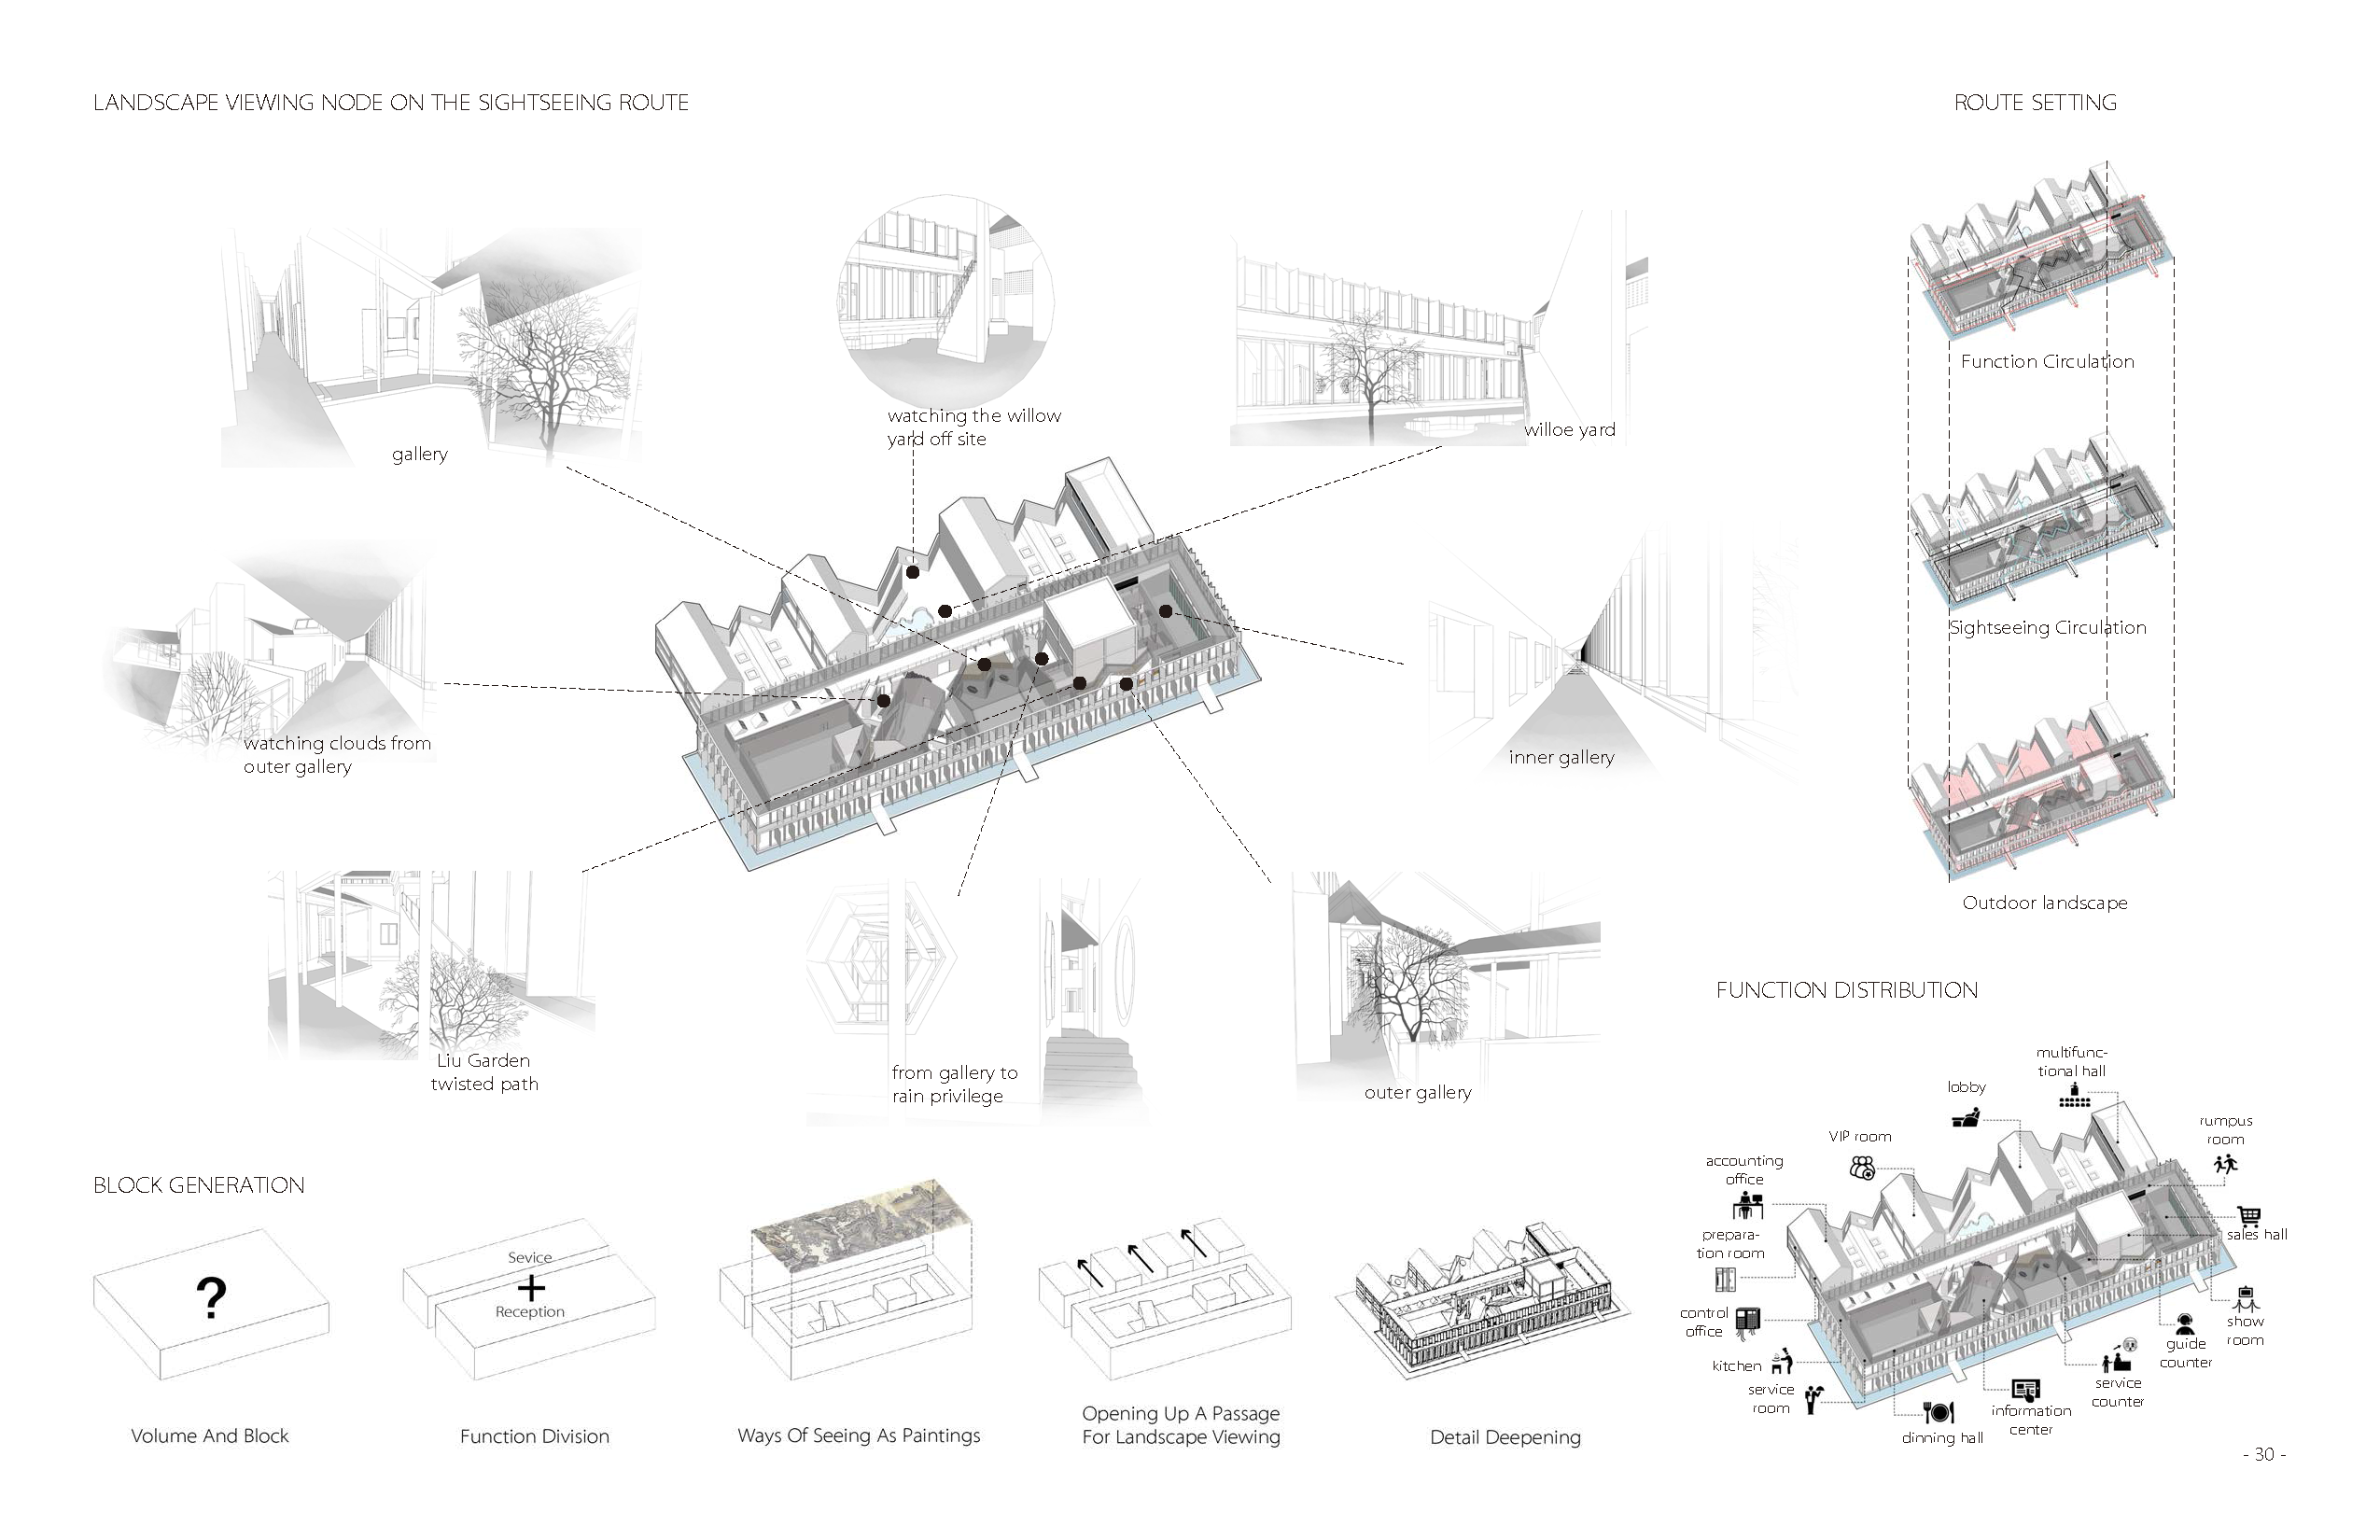 LANDSCAPE VIEWING NODE ON THE SIGHTSEEING ROUTE
ROUTE SETTING
gallery
watching the willow
yard off site
willoe yard
watching clouds from
outer gallery
inner gallery
Liu Garden
twisted path
from gallery to
rain privilege
outer gallery
Function Circulation
Sightseeing Circulation
Outdoor landscape
FUNCTION DISTRIBUTION
multifunc-
tional hall
lobby
rumpus
room
VIP room
accounting
office
prepara-
tion room
sales hall
control
office
show
room
guide
counter
kitchen
service
room
service
counter
information
center
dinning hall
BLOCK GENERATION
?
Sevice
+
Reception
Volume And Block
Function Division
Ways Of Seeing As Paintings
Opening Up A Passage
For Landscape Viewing
Detail Deepening
- 30 -